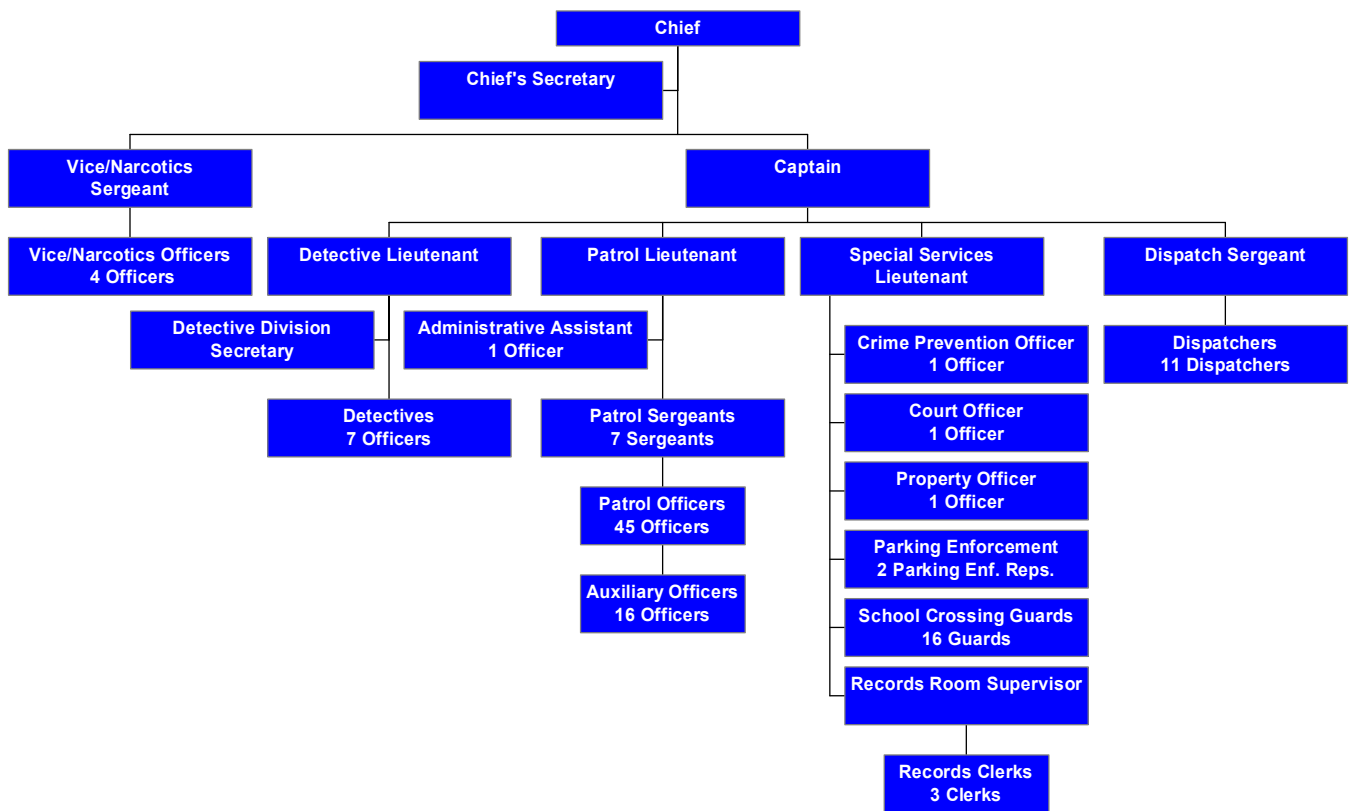 Chief
Chief's Secretary
Vice/Narcotics
Sergeant
Captain
Vice/Narcotics Officers
4 Officers
Detective Lieutenant
Patrol Lieutenant
Special Services
Lieutenant
Dispatch Sergeant
Detective Division
Secretary
Administrative Assistant
1 Officer
Crime Prevention Officer
1 Officer
Dispatchers
11 Dispatchers
Detectives
7 Officers
Patrol Sergeants
7 Sergeants
Court Officer
1 Officer
Property Officer
1 Officer
Patrol Officers
45 Officers
Parking Enforcement
2 Parking Enf. Reps.
Auxiliary Officers
16 Officers
School Crossing Guards
16 Guards
Records Room Supervisor
Records Clerks
3 Clerks